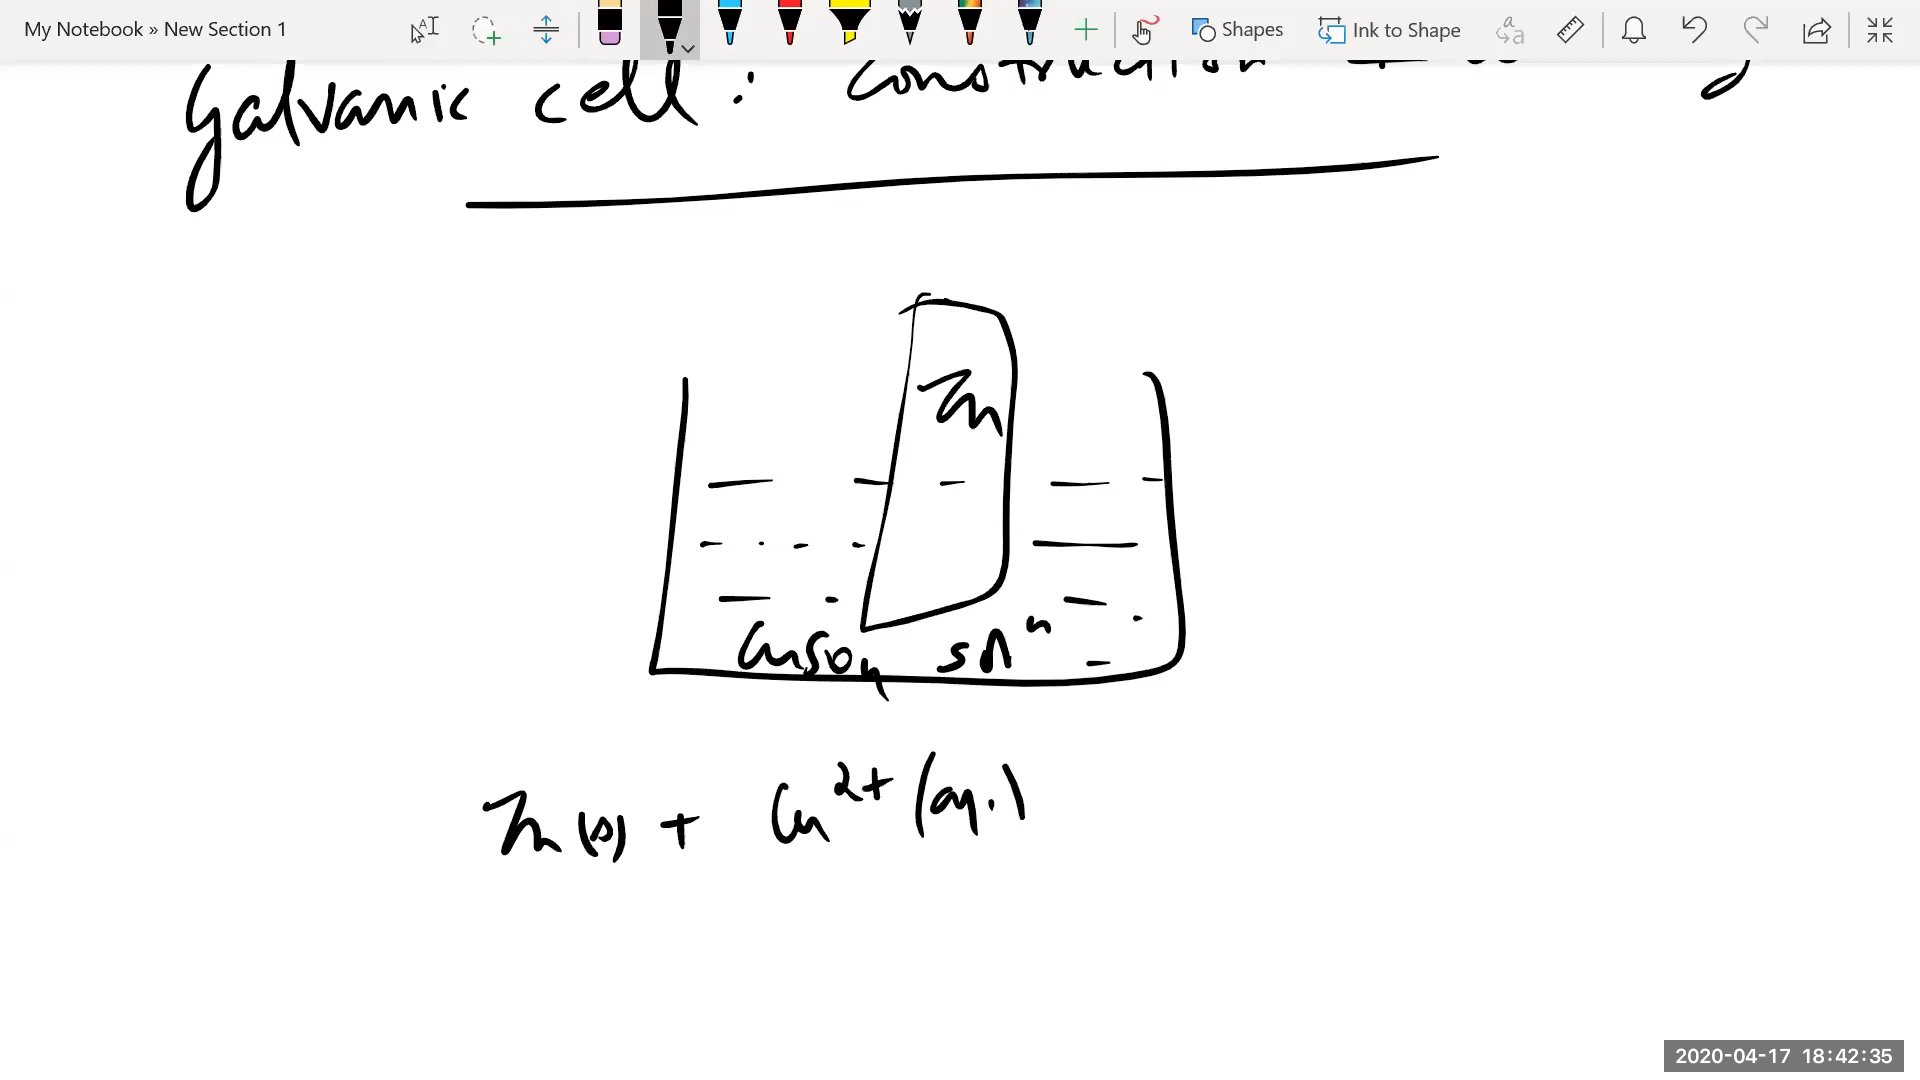 My Notebook » New Section 1
Shapes
Ink to Shape
Galvanic cell : Construction +
Zn
CuSO4 solⁿ
Zn(s) + Cu²⁺ (aq.)
2020-04-17 18:42:35